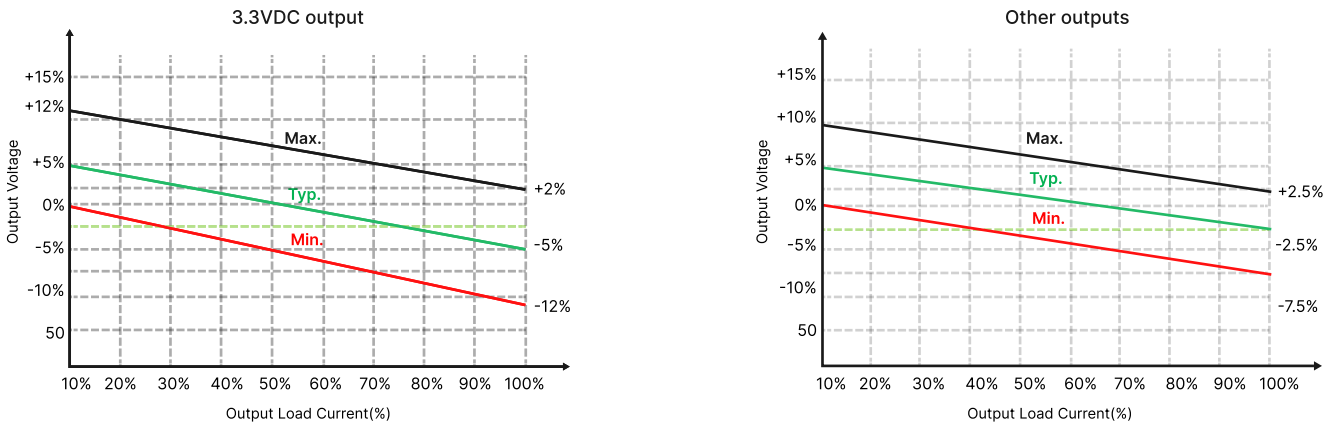 3.3VDC output
+15%
+12%
+5%
0%
-5%
-10%
50
Output Voltage
Max.
Typ.
Min.
+2%
-5%
-12%
10% 20% 30% 40% 50% 60% 70% 80% 90% 100%
Output Load Current(%)
Other outputs
+15%
+10%
+5%
0%
-5%
-10%
50
Output Voltage
Max.
Typ.
Min.
+2.5%
-2.5%
-7.5%
10% 20% 30% 40% 50% 60% 70% 80% 90% 100%
Output Load Current(%)